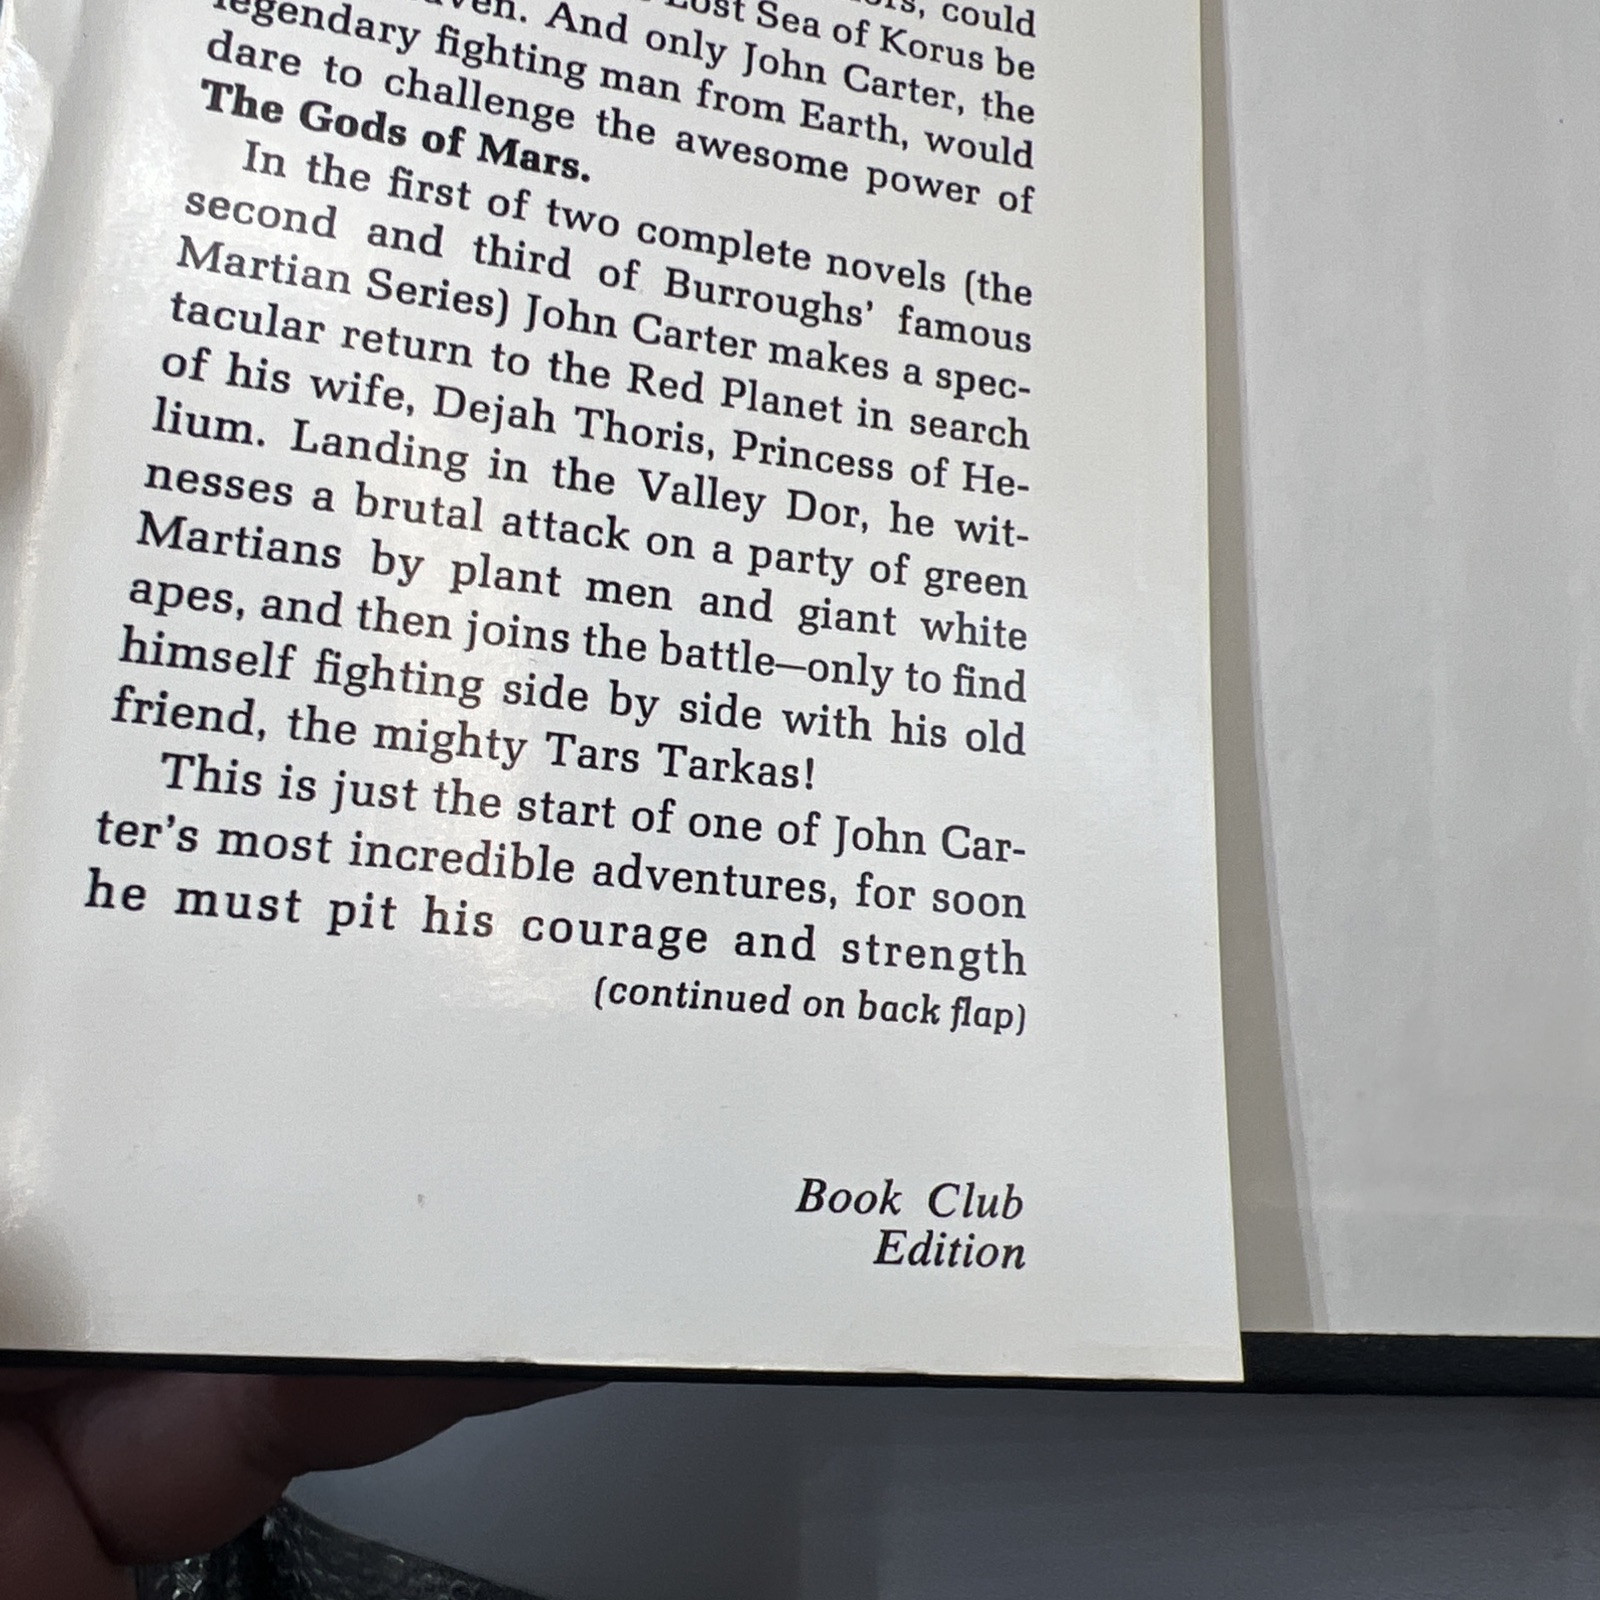 could
Lost Sea of Korus be
And only John Carter, the
legendary fighting man from Earth, would
dare to challenge the awesome power of
The Gods of Mars.
In the first of two complete novels (the
second and third of Burroughs' famous
Martian Series) John Carter makes a spec-
tacular return to the Red Planet in search
of his wife, Dejah Thoris, Princess of He-
lium. Landing in the Valley Dor, he wit-
nesses a brutal attack on a party of green
Martians by plant men and giant white
apes, and then joins the battle—only to find
himself fighting side by side with his old
friend, the mighty Tars Tarkas!
This is just the start of one of John Car-
ter's most incredible adventures, for soon
he must pit his courage and strength
(continued on back flap)
Book Club
Edition